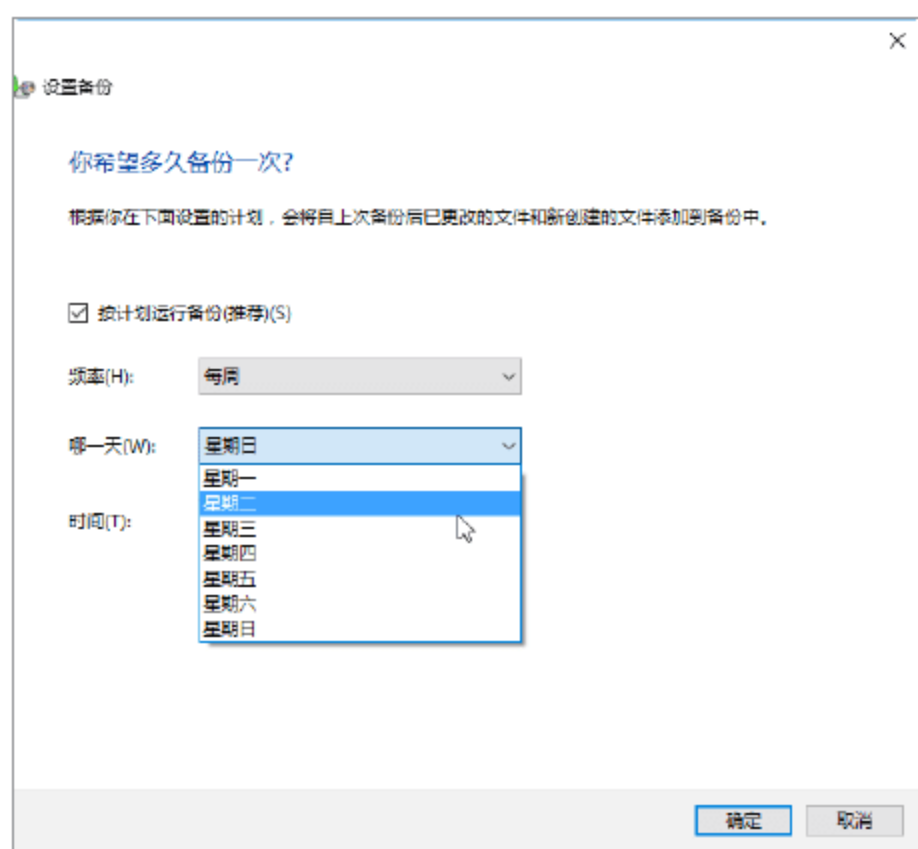 设置备份
你希望多久备份一次?
根据你在下面设置的计划，会将自上次备份后已更改的文件和新创建的文件添加到备份中。
按计划运行备份(推荐)(S)
频率(H): 每周
哪一天(W): 星期日
星期一
星期二
时间(T):
星期三
星期四
星期五
星期六
星期日
确定 取消